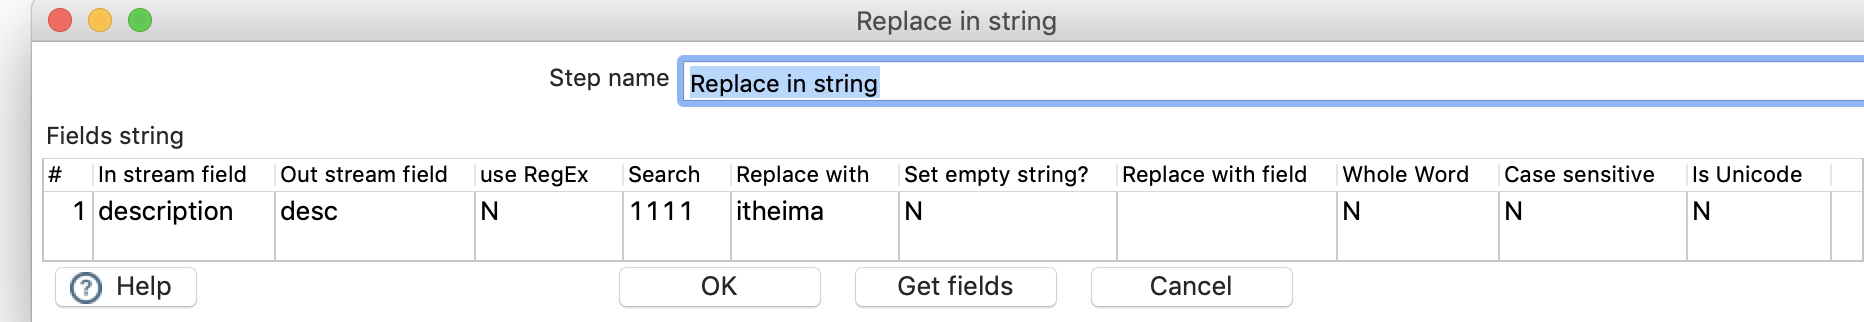 Replace in string
Step name Replace in string
Fields string
# In stream field Out stream field use RegEx Search Replace with Set empty string? Replace with field Whole Word Case sensitive Is Unicode
1 description desc N 1111 itheima N N N N
? Help OK Get fields Cancel